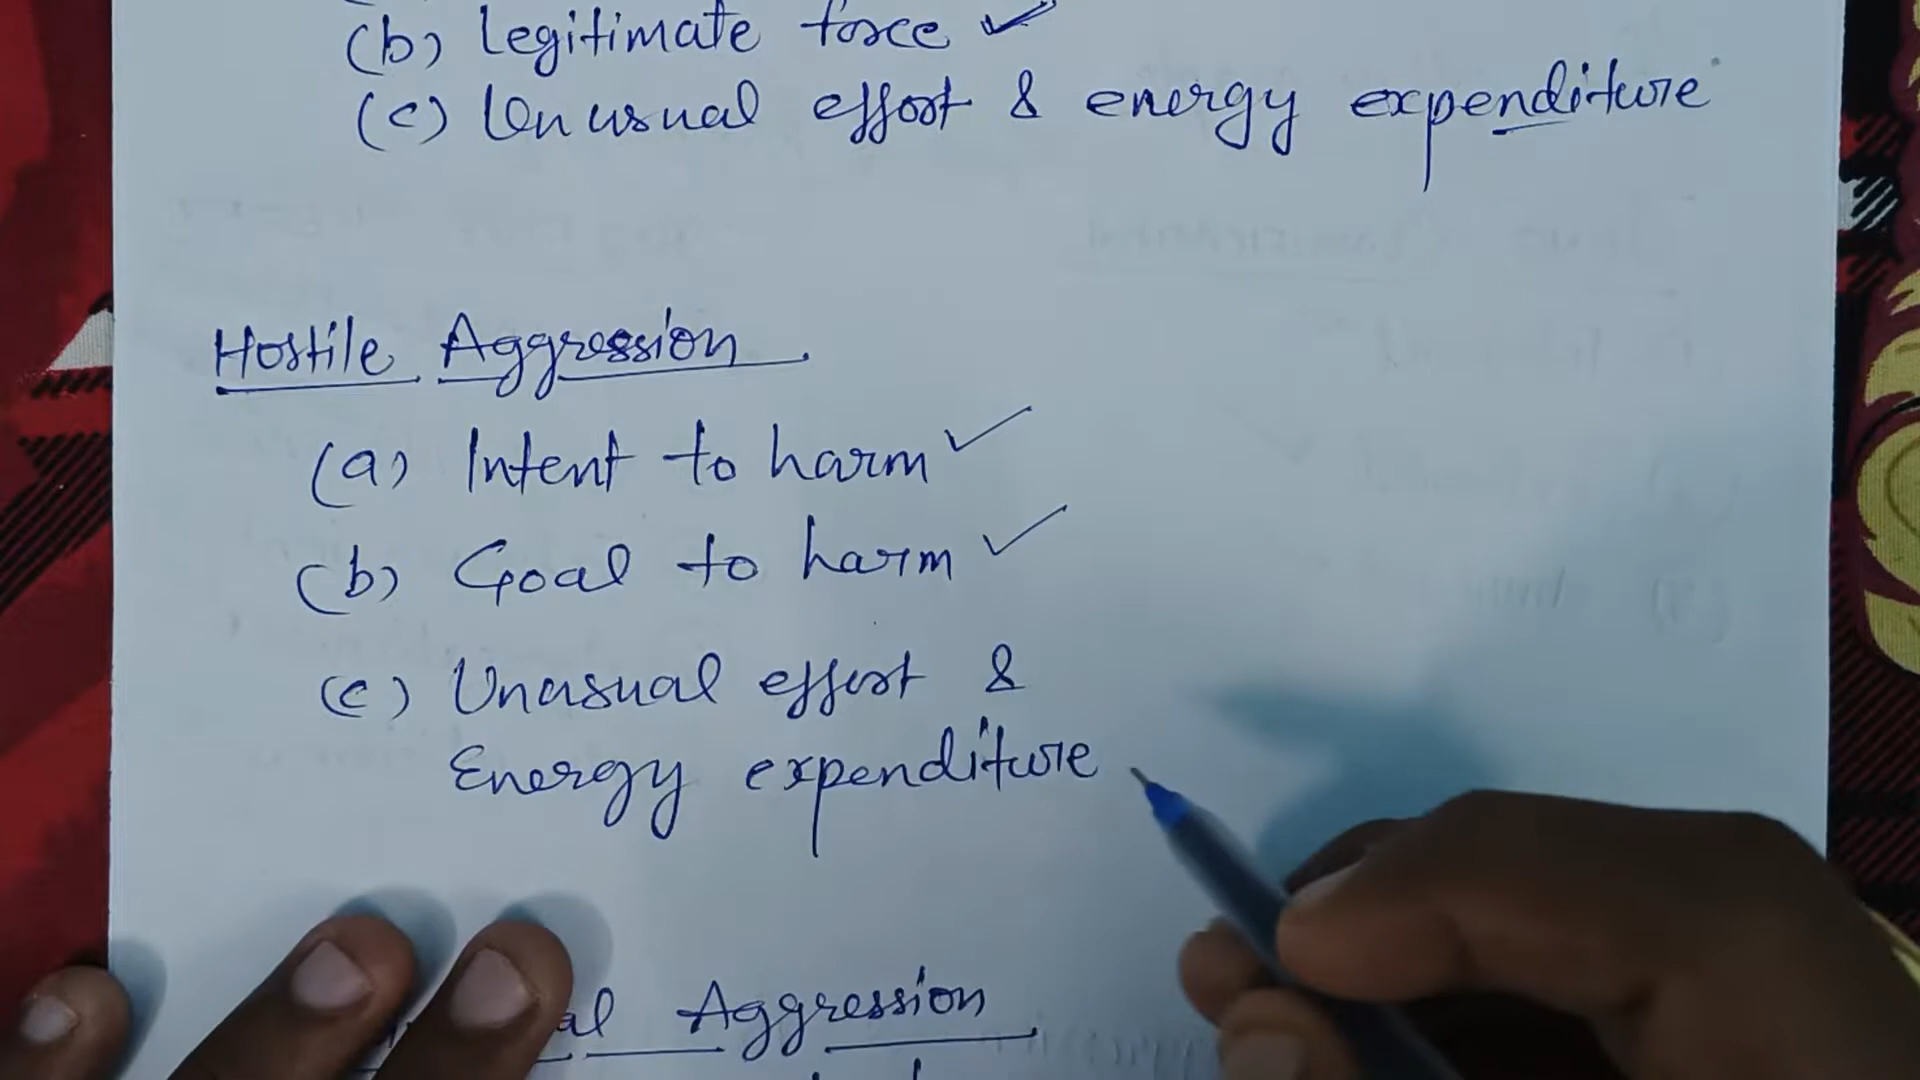 (b) Legitimate force
(c) Unusual effort & energy expenditure
Hostile Aggression
(a) Intent to harm
(b) Goal to harm
(c) Unusual effort &
Energy expenditure
Aggression